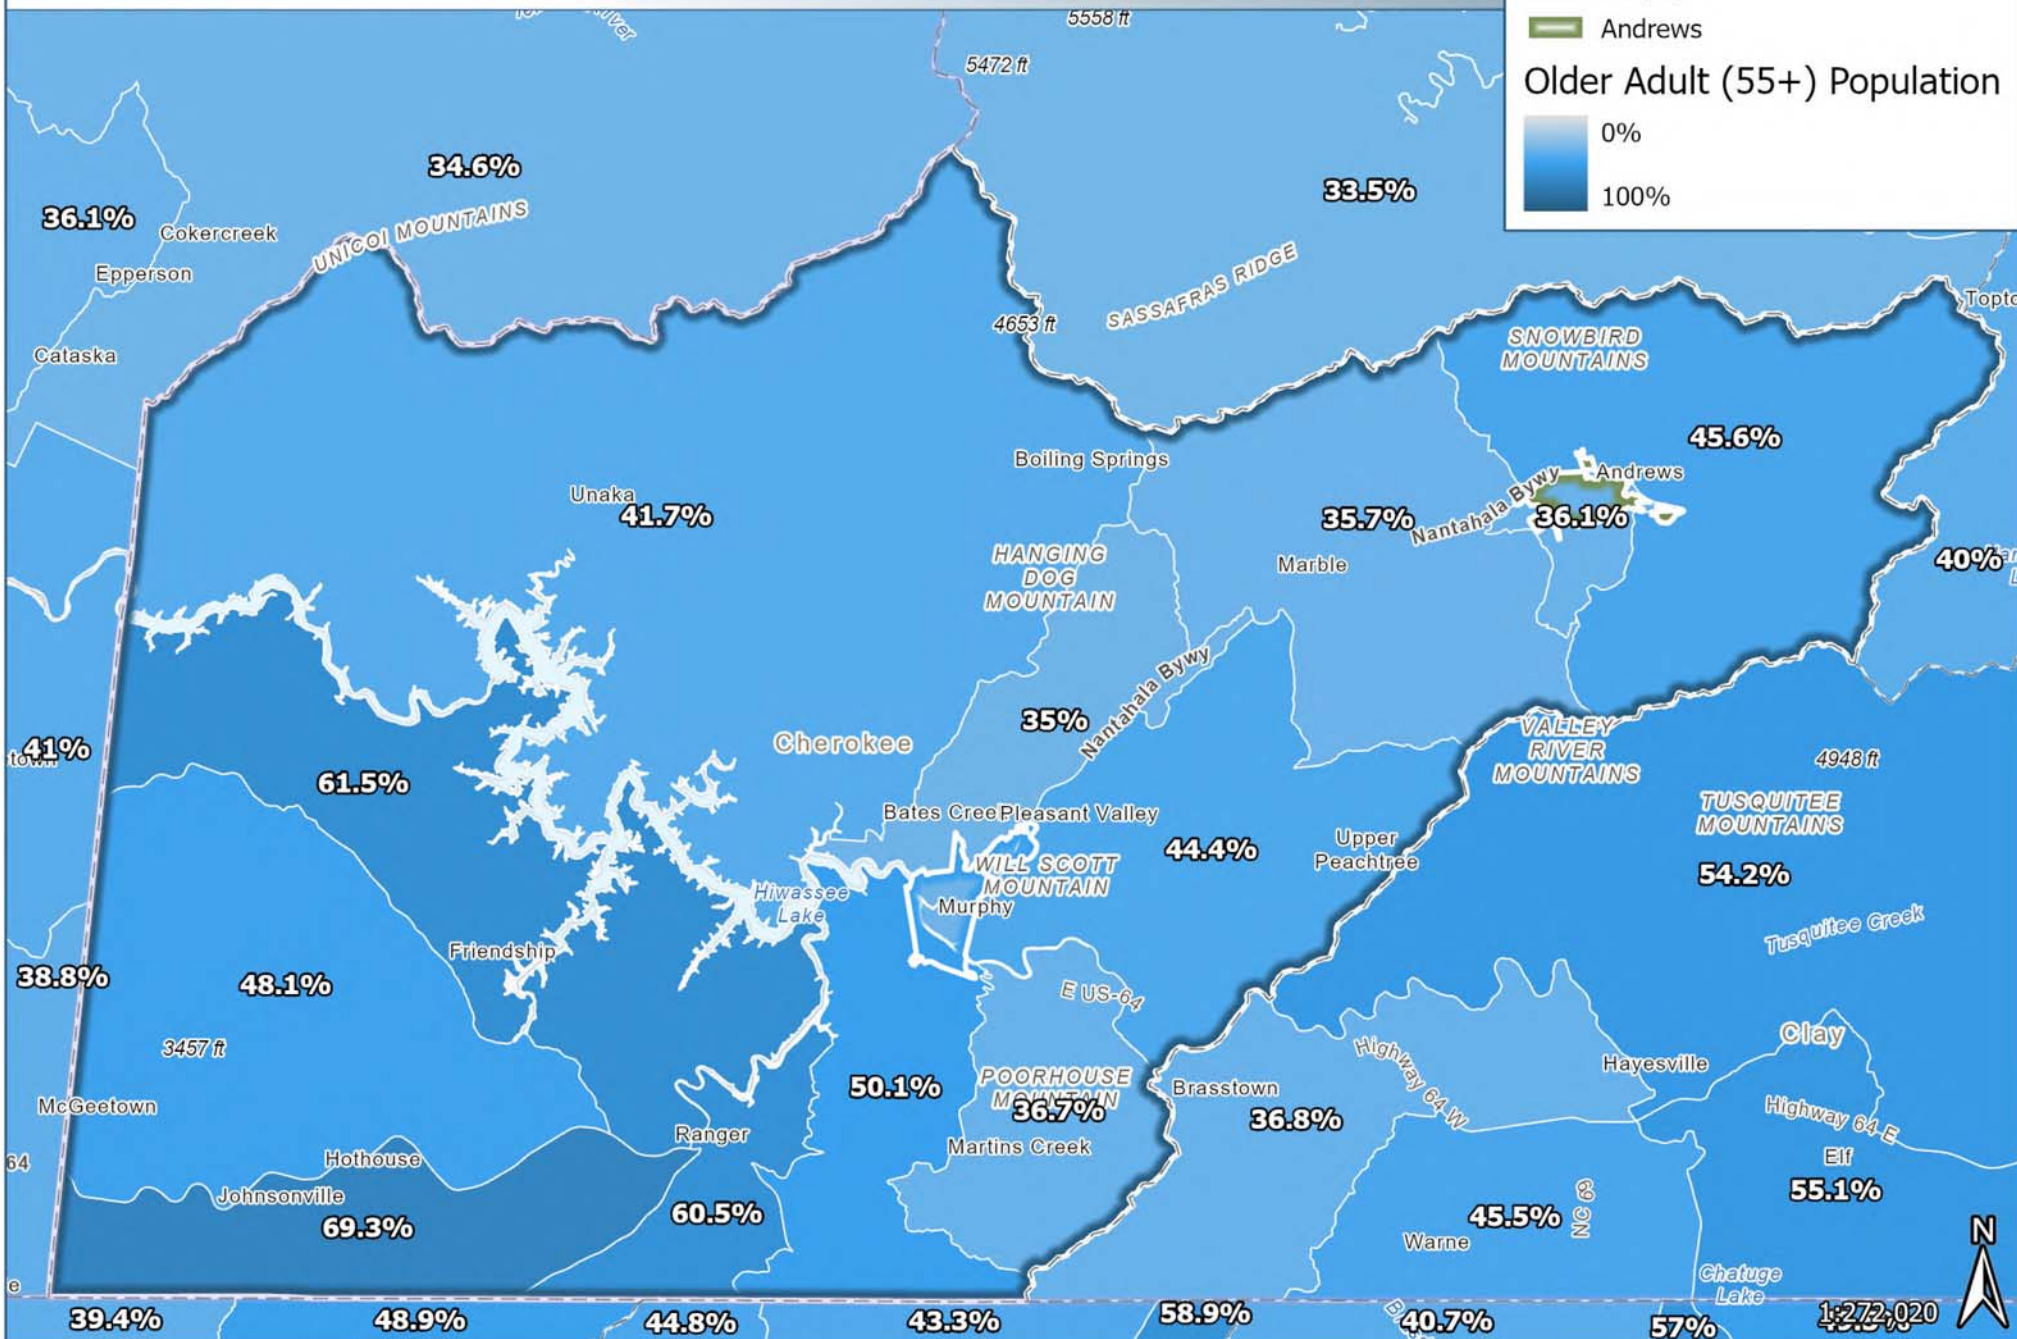 5558 ft
5472 ft
Andrews
Older Adult (55+) Population
0%
100%
34.6%
33.5%
36.1%
Cokercreek
UNICOI MOUNTAINS
Epperson
SASSAFRAS RIDGE
Topto
4653 ft
Cataska
SNOWBIRD
MOUNTAINS
45.6%
Boiling Springs
Andrews
Unaka
41.7%
35.7%
Nantahala Bywy
36.1%
HANGING
DOG
MOUNTAIN
Marble
40%
Nantahala Bywy
35%
Cherokee
41%
61.5%
VALLEY
RIVER
MOUNTAINS
4948 ft
TUSQUITEE
MOUNTAINS
Bates Cree
Pleasant Valley
44.4%
Upper
Peachtree
WILL SCOTT
MOUNTAIN
54.2%
Hiwassee
Lake
Murphy
Tusquitee Creek
Friendship
38.8%
48.1%
E US-64
3457 ft
Clay
Highway 64 W
Hayesville
POORHOUSE
MOUNTAIN
50.1%
36.7%
Brasstown
36.8%
McGeetown
Highway 64 E
Ranger
Martins Creek
64
Hothouse
Elf
Johnsonville
55.1%
69.3%
60.5%
45.5%
NC 69
Warne
N
Chatuge
Lake
e
39.4%
48.9%
44.8%
43.3%
58.9%
40.7%
57%
1:272,020